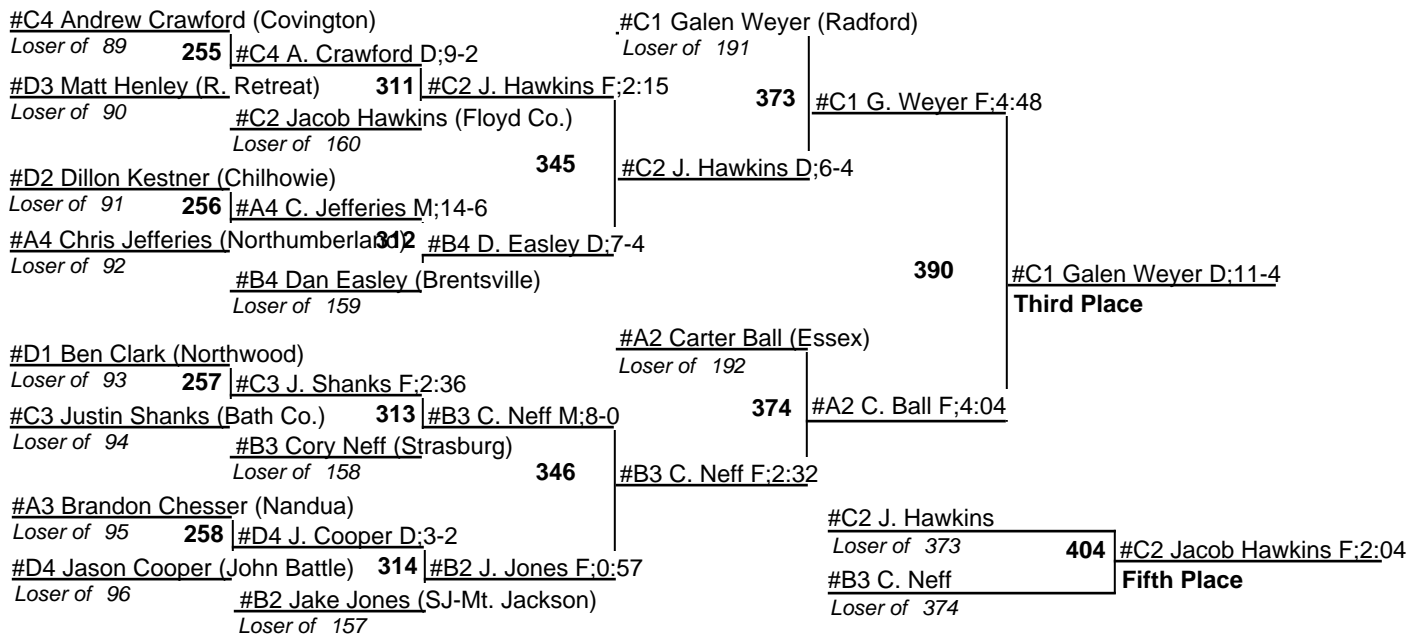 #C4 Andrew Crawford (Covington)
Loser of 89
255
#C4 A. Crawford D;9-2
#D3 Matt Henley (R. Retreat)
Loser of 90
311
#C2 J. Hawkins F;2:15
#C2 Jacob Hawkins (Floyd Co.)
Loser of 160
345
#C2 J. Hawkins D;6-4
#D2 Dillon Kestner (Chilhowie)
Loser of 91
256
#A4 C. Jefferies M;14-6
#A4 Chris Jefferies (Northumberland)
Loser of 92
312
#B4 D. Easley D;7-4
#B4 Dan Easley (Brentsville)
Loser of 159
#C1 Galen Weyer (Radford)
Loser of 191
373
#C1 G. Weyer F;4:48
390
#C1 Galen Weyer D;11-4
Third Place
#D1 Ben Clark (Northwood)
Loser of 93
257
#C3 J. Shanks F;2:36
#C3 Justin Shanks (Bath Co.)
Loser of 94
313
#B3 C. Neff M;8-0
#B3 Cory Neff (Strasburg)
Loser of 158
346
#B3 C. Neff F;2:32
#A3 Brandon Chesser (Nandua)
Loser of 95
258
#D4 J. Cooper D;3-2
#D4 Jason Cooper (John Battle)
Loser of 96
314
#B2 J. Jones F;0:57
#B2 Jake Jones (SJ-Mt. Jackson)
Loser of 157
#A2 Carter Ball (Essex)
Loser of 192
374
#A2 C. Ball F;4:04
#C2 J. Hawkins
Loser of 373
404
#C2 Jacob Hawkins F;2:04
#B3 C. Neff
Fifth Place
Loser of 374